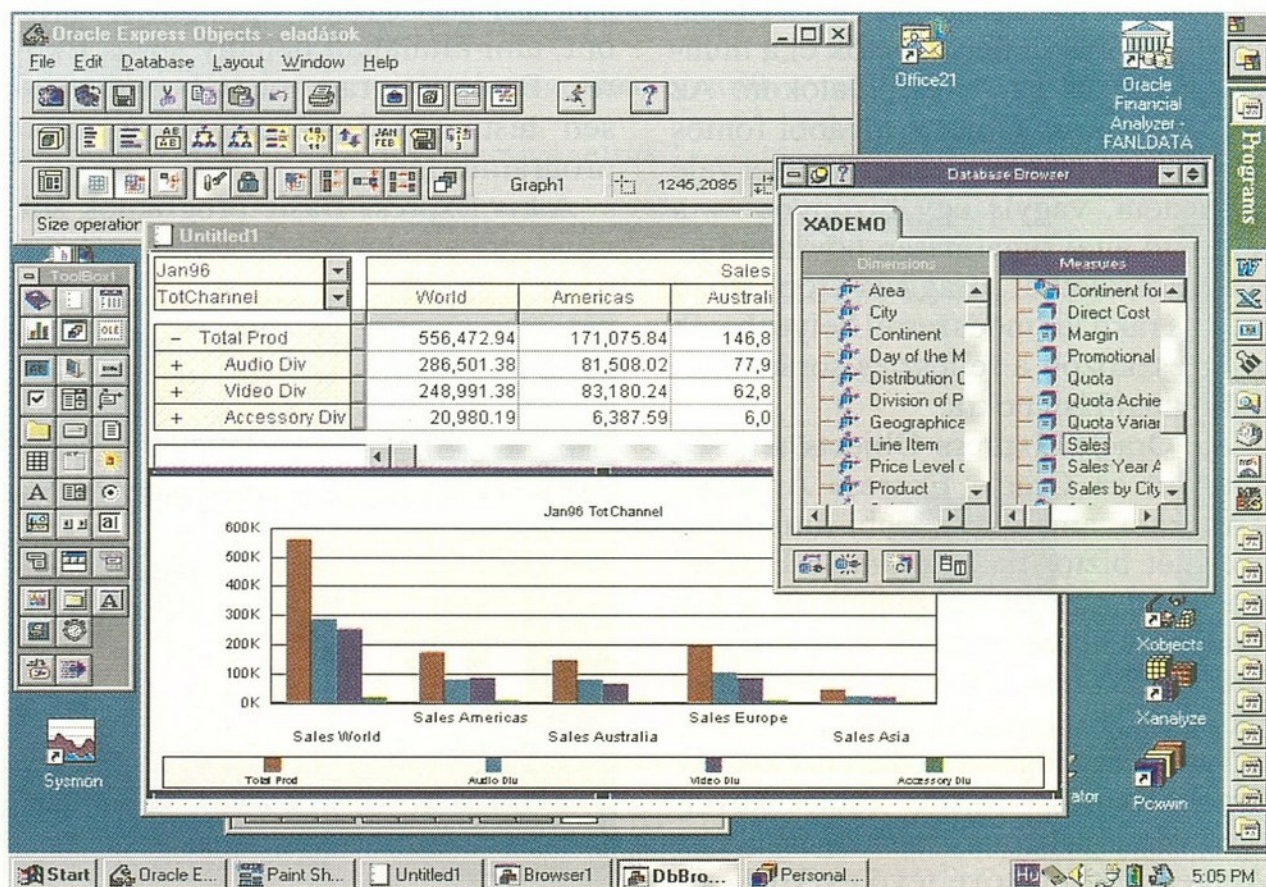 Oracle Express Objects - eladások
File Edit Database Layout Window Help
Graph1 1245,2085
Size operation
Office21
Oracle
Financial
Analyzer -
FANLDATA
Programs
Database Browser
XADEMO
Dimensions
Area
City
Continent
Day of the M
Distribution C
Division of P
Geographica
Line Item
Price Level o
Product
Measures
Continent for
Direct Cost
Margin
Promotional
Quota
Quota Achie
Quota Varian
Sales
Sales Year A
Sales by City
ToolBox1
Untitled1
Jan96 Sales
TotChannel World Americas Australi
- Total Prod 556,472.94 171,075.84 146,8
+ Audio Div 286,501.38 81,508.02 77,9
+ Video Div 248,991.38 83,180.24 62,8
+ Accessory Div 20,980.19 6,387.59 6,0
Jan96 TotChannel
600K
500K
400K
300K
200K
100K
0K
Sales World
Sales Americas
Sales Australia
Sales Europe
Sales Asia
Total Prod Audio Div Video Div Accessory Div
Sysmon
Xobjects
Xanalyze
ator
Pcxwin
Start Oracle E... Paint Sh... Untitled1 Browser1 DbBro... Personal ... Hu 5:05 PM